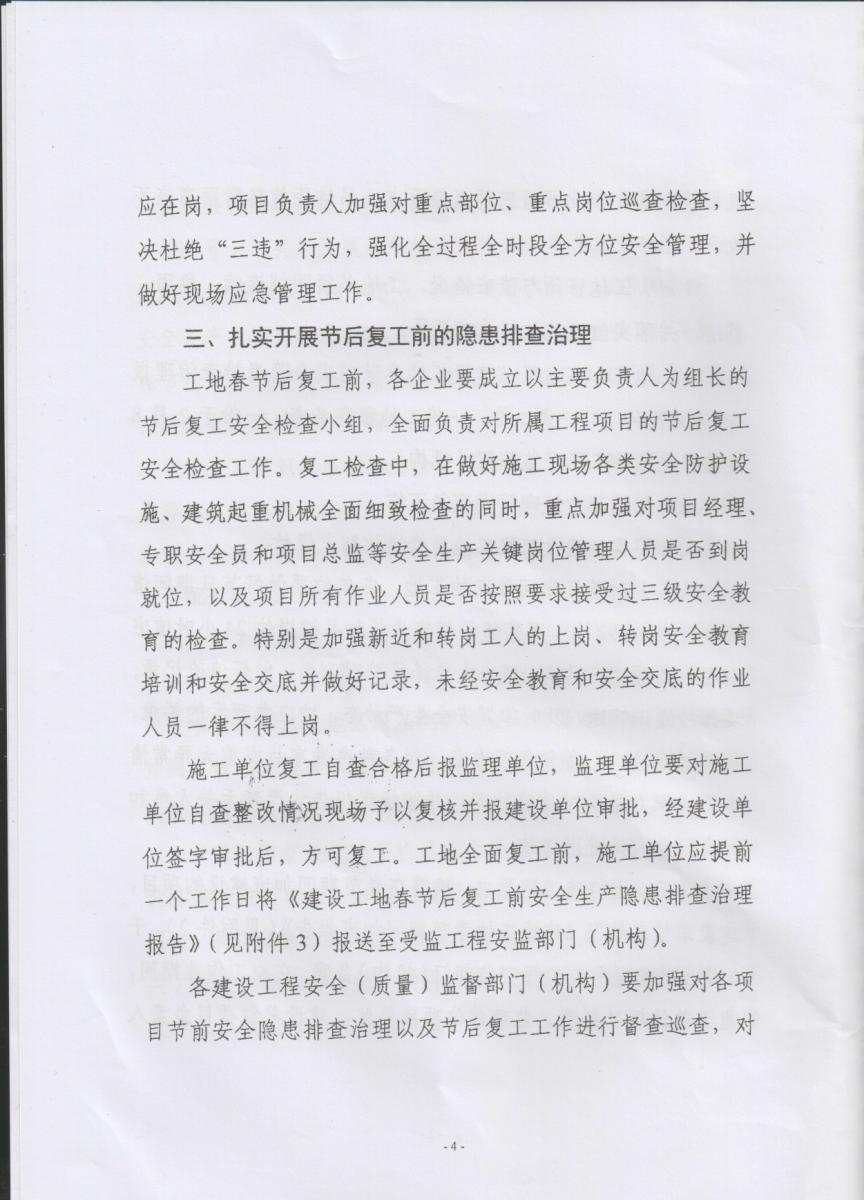 应在岗，项目负责人加强对重点部位、重点岗位巡查检查，坚
决杜绝“三违”行为，强化全过程全时段全方位安全管理，并
做好现场应急管理工作。
三、扎实开展节后复工前的隐患排查治理
工地春节后复工前，各企业要成立以主要负责人为组长的
节后复工安全检查小组，全面负责对所属工程项目的节后复工
安全检查工作。复工检查中，在做好施工现场各类安全防护设
施、建筑起重机械全面细致检查的同时，重点加强对项目经理、
专职安全员和项目总监等安全生产关键岗位管理人员是否到岗
就位，以及项目所有作业人员是否按照要求接受过三级安全教
育的检查。特别是加强新近和转岗工人的上岗、转岗安全教育
培训和安全交底并做好记录，未经安全教育和安全交底的作业
人员一律不得上岗。
施工单位复工自查合格后报监理单位，监理单位要对施工
单位自查整改情况现场予以复核并报建设单位审批，经建设单
位签字审批后，方可复工。工地全面复工前，施工单位应提前
一个工作日将《建设工地春节后复工前安全生产隐患排查治理
报告》（见附件3）报送至受监工程安监部门（机构）。
各建设工程安全（质量）监督部门（机构）要加强对各项
目节前安全隐患排查治理以及节后复工工作进行督查巡查，对
- 4 -